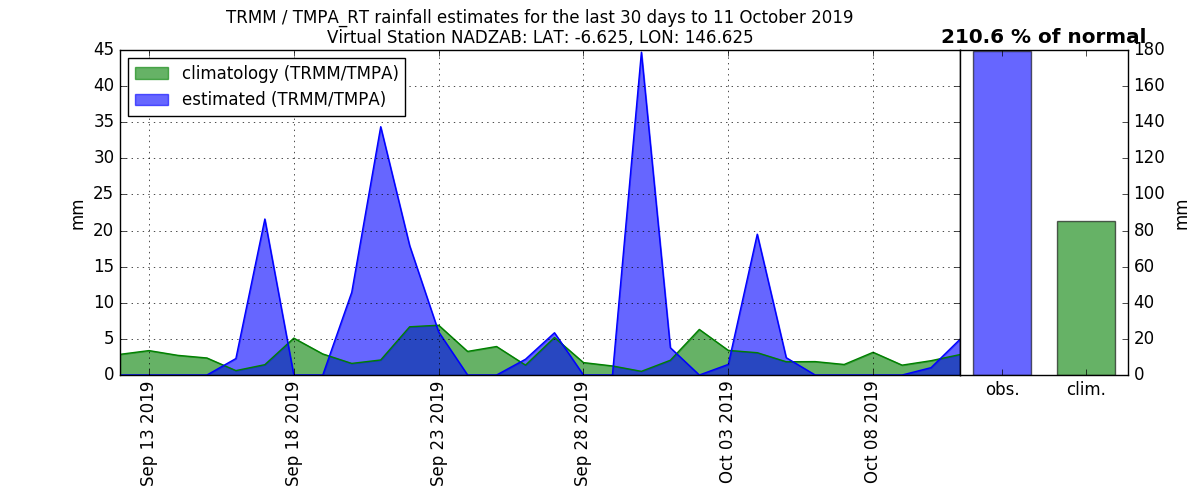 TRMM / TMPA_RT rainfall estimates for the last 30 days to 11 October 2019
Virtual Station NADZAB: LAT: -6.625, LON: 146.625
210.6 % of normal
climatology (TRMM/TMPA)
estimated (TRMM/TMPA)
mm
45
40
35
30
25
20
15
10
5
0
Sep 13 2019
Sep 18 2019
Sep 23 2019
Sep 28 2019
Oct 03 2019
Oct 08 2019
180
160
140
120
100
80
60
40
20
0
mm
obs.
clim.